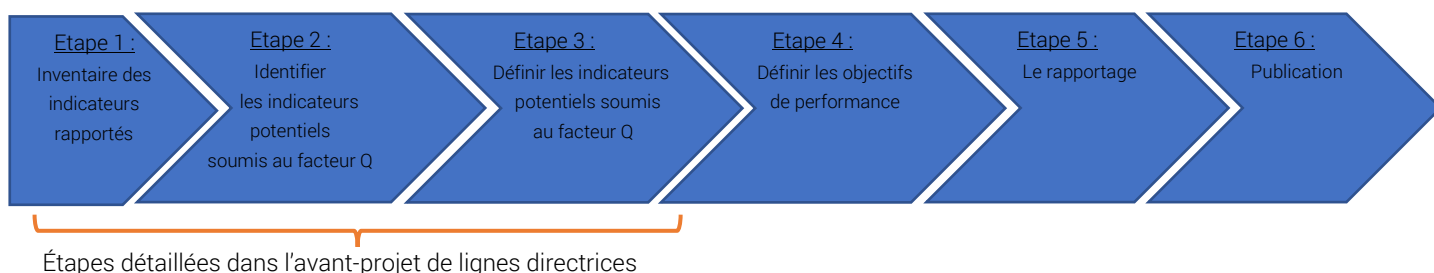 Etape 1 :
Inventaire des
indicateurs
rapportés
Etape 2 :
Identifier
les indicateurs
potentiels
soumis au facteur Q
Etape 3 :
Définir les indicateurs
potentiels soumis
au facteur Q
Etape 4 :
Définir les objectifs
de performance
Etape 5 :
Le rapportage
Etape 6 :
Publication
Étapes détaillées dans l'avant-projet de lignes directrices